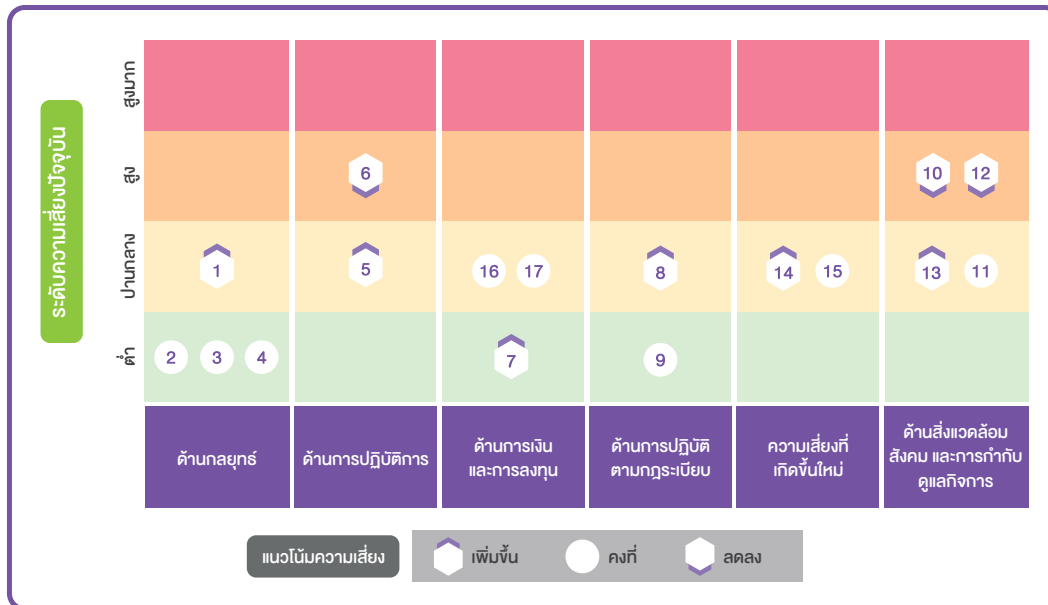 ระดับความเสี่ยงปัจจุบัน
สูงมาก
สูง
6
10 12
ปานกลาง
1 5 16 17 8 14 15 13 11
ต่ำ
2 3 4 7 9
ด้านกลยุทธ์
ด้านการปฏิบัติการ
ด้านการเงิน
และการลงทุน
ด้านการปฏิบัติ
ตามกฎระเบียบ
ความเสี่ยงที่
เกิดขึ้นใหม่
ด้านสิ่งแวดล้อม
สังคม และการกำกับ
ดูแลกิจการ
แนวโน้มความเสี่ยง
เพิ่มขึ้น
คงที่
ลดลง